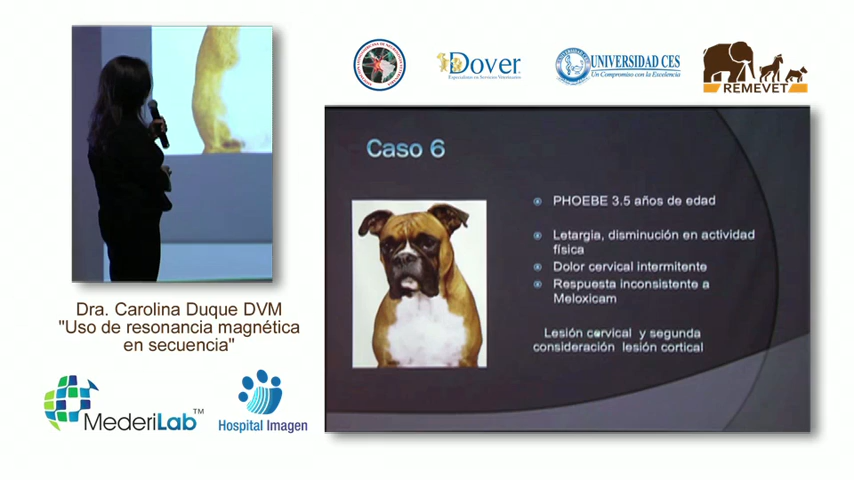 Dover
Especialistas en Servicios Veterinarios
UNIVERSIDAD CES
Un Compromiso con la Excelencia
REMEVET
Caso 6
PHOEBE 3.5 años de edad
Letargia, disminución en actividad
física
Dolor cervical intermitente
Respuesta inconsistente a
Meloxicam
Lesión cervical y segunda
consideración lesión cortical
Dra. Carolina Duque DVM
"Uso de resonancia magnética
en secuencia"
MederiLab™
Hospital Imagen